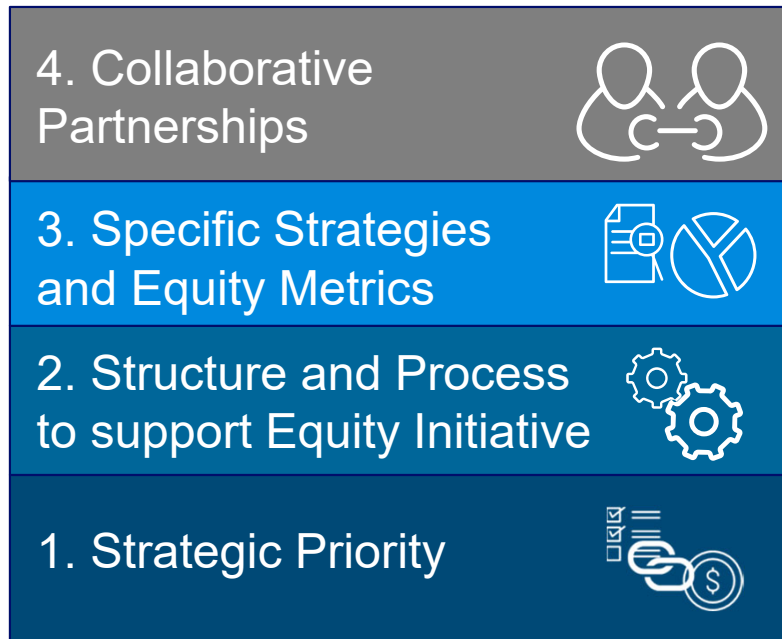 4. Collaborative
Partnerships
3. Specific Strategies
and Equity Metrics
2. Structure and Process
to support Equity Initiative
1. Strategic Priority
$